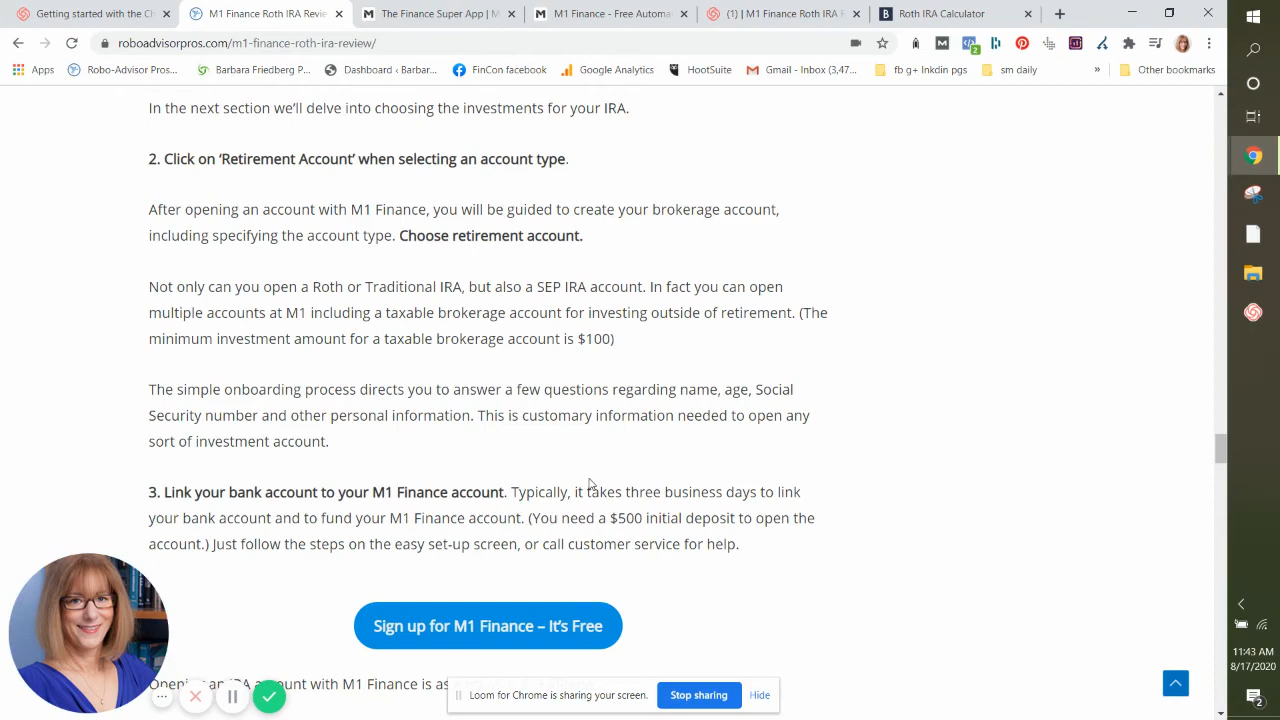 Getting started with the Ch
M1 Finance Roth IRA Revie
The Finance Super App | M
M1 Finance - Free Automa
(1) | M1 Finance Roth IRA R
Roth IRA Calculator
roboadvisorpros.com/m1-finance-roth-ira-review/
2
Apps
Robo-Advisor Pros...
Barbara Friedberg P...
Dashboard ‹ Barba...
FinCon facebook
Google Analytics
HootSuite
Gmail - Inbox (3,47...
fb g+ lnkdin pgs
sm daily
»
Other bookmarks
In the next section we'll delve into choosing the investments for your IRA.
2. Click on 'Retirement Account' when selecting an account type.
After opening an account with M1 Finance, you will be guided to create your brokerage account,
including specifying the account type. Choose retirement account.
Not only can you open a Roth or Traditional IRA, but also a SEP IRA account. In fact you can open
multiple accounts at M1 including a taxable brokerage account for investing outside of retirement. (The
minimum investment amount for a taxable brokerage account is $100)
The simple onboarding process directs you to answer a few questions regarding name, age, Social
Security number and other personal information. This is customary information needed to open any
sort of investment account.
3. Link your bank account to your M1 Finance account. Typically, it takes three business days to link
your bank account and to fund your M1 Finance account. (You need a $500 initial deposit to open the
account.) Just follow the steps on the easy set-up screen, or call customer service for help.
Sign up for M1 Finance – It's Free
IRA account with M1 Finance is as
Loom for Chrome is sharing your screen.
Stop sharing
Hide
11:43 AM
8/17/2020
2